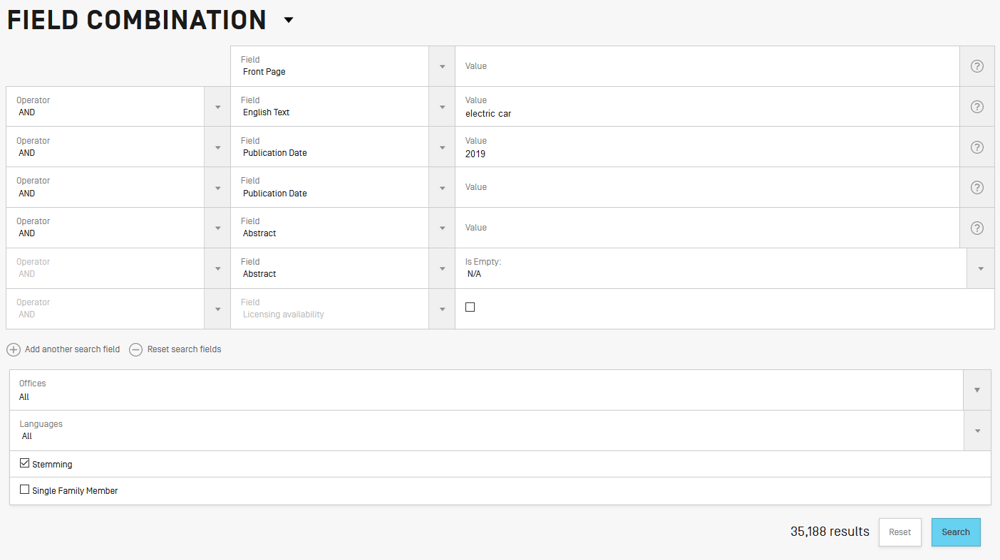 FIELD COMBINATION
Field
Front Page
Value
?
Operator
AND
Field
English Text
Value
electric car
?
Operator
AND
Field
Publication Date
Value
2019
?
Operator
AND
Field
Publication Date
Value
?
Operator
AND
Field
Abstract
Value
?
Operator
AND
Field
Abstract
Is Empty:
N/A
Operator
AND
Field
Licensing availability
Add another search field
Reset search fields
Offices
All
Languages
All
Stemming
Single Family Member
35,188 results
Reset
Search